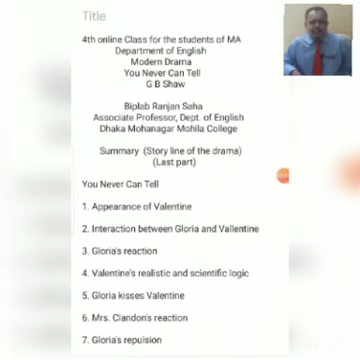 Title
4th online Class for the students of MA
Department of English
Modern Drama
You Never Can Tell
G B Shaw
Biplab Ranjan Saha
Associate Professor, Dept. of English
Dhaka Mohanagar Mohila College
Summary (Story line of the drama)
(Last part)
You Never Can Tell
1. Appearance of Valentine
2. Interaction between Gloria and Vallentine
3. Gloria's reaction
4. Valentine's realistic and scientific logic
5. Gloria kisses Valentine
6. Mrs. Clandon's reaction
7. Gloria's repulsion